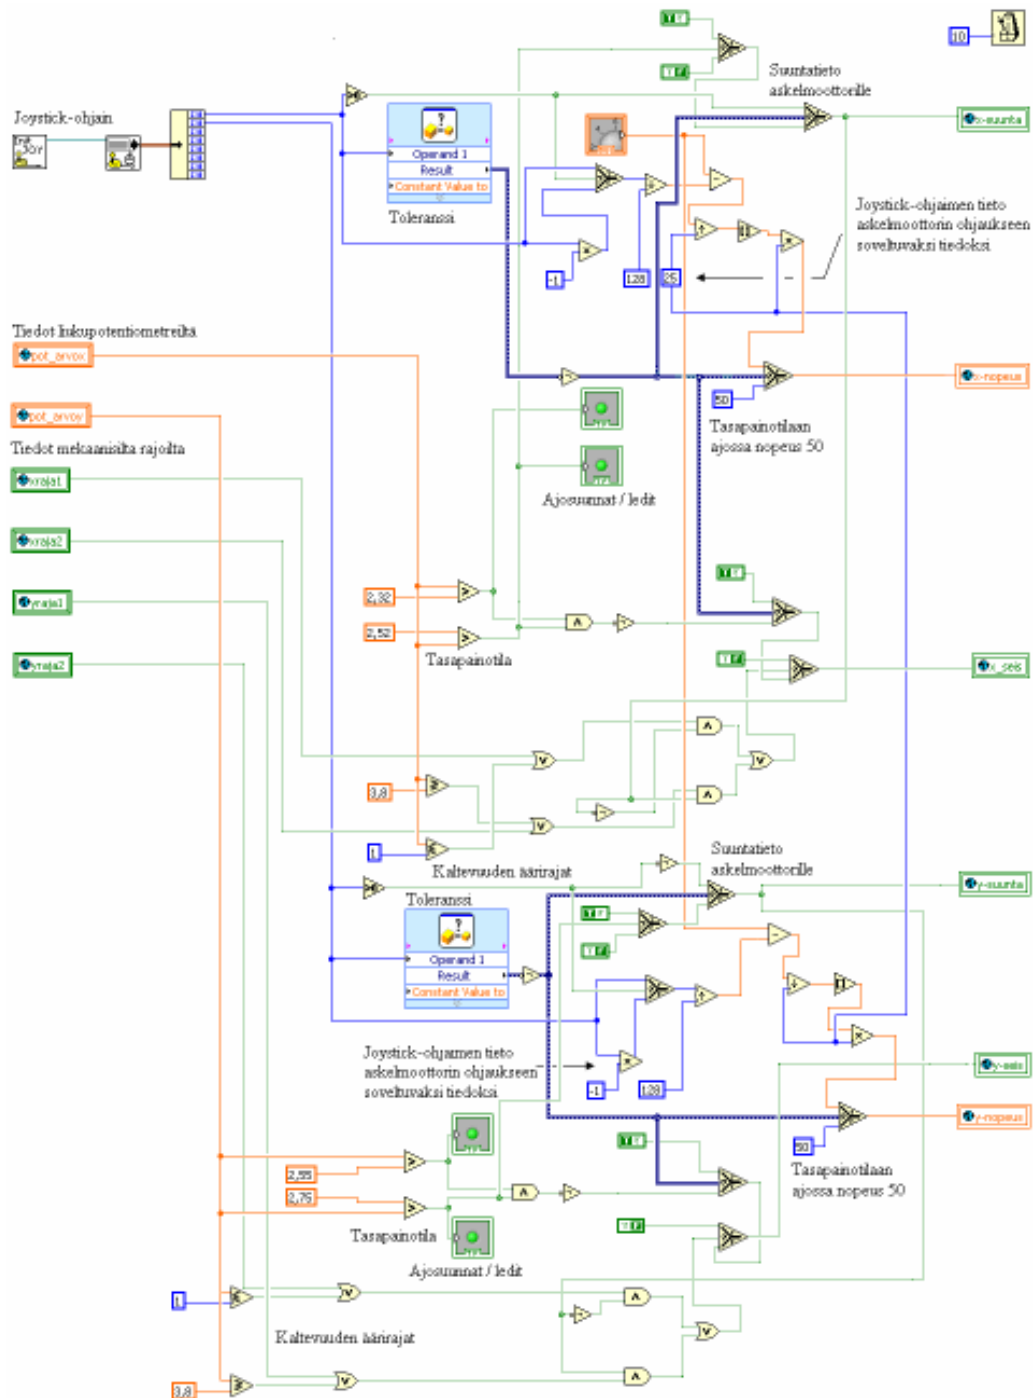 10
Suuntatieto
askelmoottorille
Joystick-ohjain
x-suunta
Operand 1
Result
Constant Value to
Toleranssi
-1
128
25
Joystick-ohjaimen tieto
askelmoottorin ohjaukseen
soveltuvaksi tiedoksi
Tiedot liukupotentiometreiltä
pot_arvox
x-nopeus
50
pot_arvoy
Tasapainotilaan
ajossa nopeus 50
Tiedot mekaanisilta rajoilta
xraja1
Ajosuunnat / ledit
xraja2
yraja1
2,32
2,52
Tasapainotila
yraja2
x_seis
3,8
1
Kaltevuuden äärirajat
Suuntatieto
askelmoottorille
y-suunta
Toleranssi
Operand 1
Result
Constant Value to
Joystick-ohjaimen tieto
askelmoottorin ohjaukseen
soveltuvaksi tiedoksi
-1
128
y-seis
y-nopeus
50
Tasapainotilaan
ajossa nopeus 50
2,55
2,75
Tasapainotila
Ajosuunnat / ledit
1
Kaltevuuden äärirajat
3,8